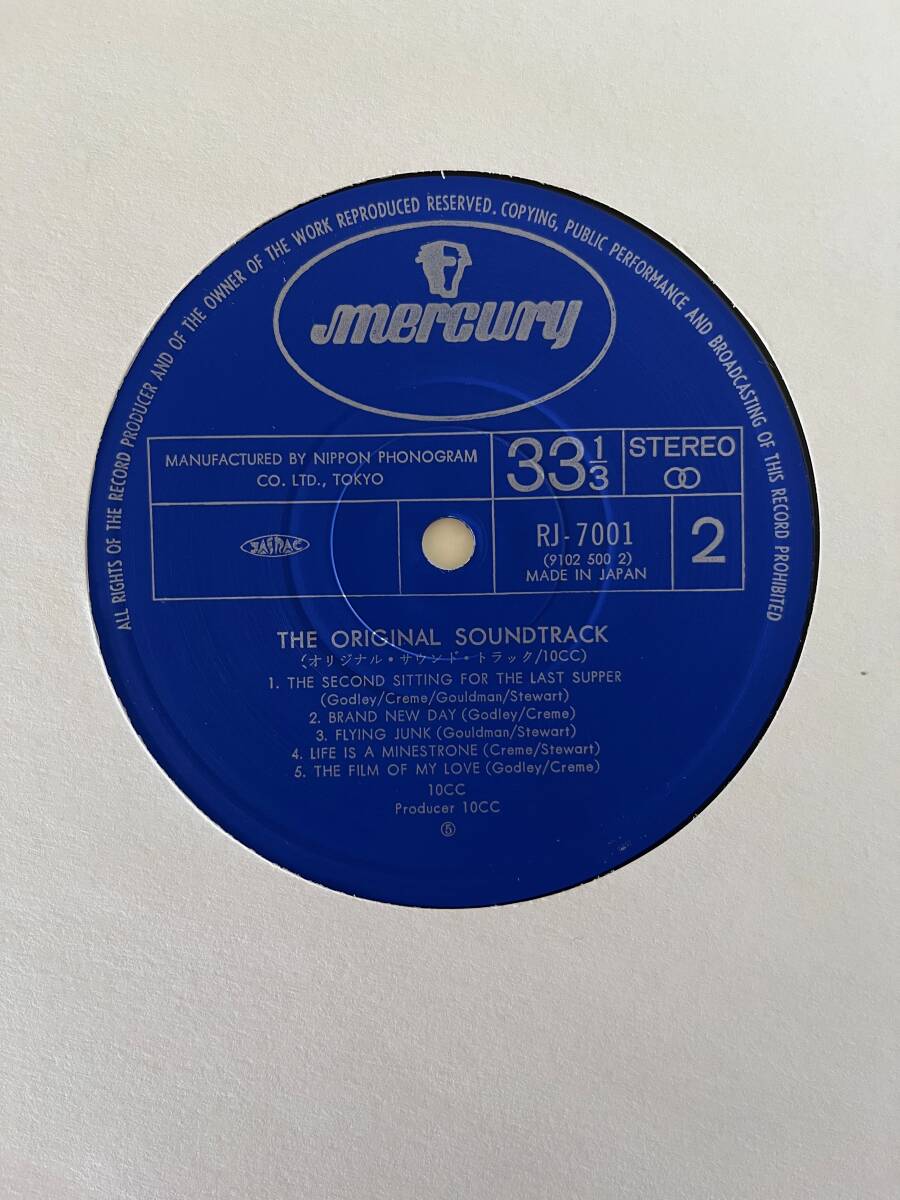 ALL RIGHTS OF THE RECORD PRODUCER AND OF THE OWNER OF THE WORK REPRODUCED RESERVED. COPYING, PUBLIC PERFORMANCE AND BROADCASTING OF THIS RECORD PROHIBITED
mercury
MANUFACTURED BY NIPPON PHONOGRAM
CO. LTD., TOKYO
33 1/3
STEREO
JASRAC
RJ-7001
(9102 500 2)
MADE IN JAPAN
2
THE ORIGINAL SOUNDTRACK
(オリジナル・サウンド・トラック/10CC)
1. THE SECOND SITTING FOR THE LAST SUPPER
(Godley/Creme/Gouldman/Stewart)
2. BRAND NEW DAY (Godley/Creme)
3. FLYING JUNK (Gouldman/Stewart)
4. LIFE IS A MINESTRONE (Creme/Stewart)
5. THE FILM OF MY LOVE (Godley/Creme)
10CC
Producer 10CC
⑤